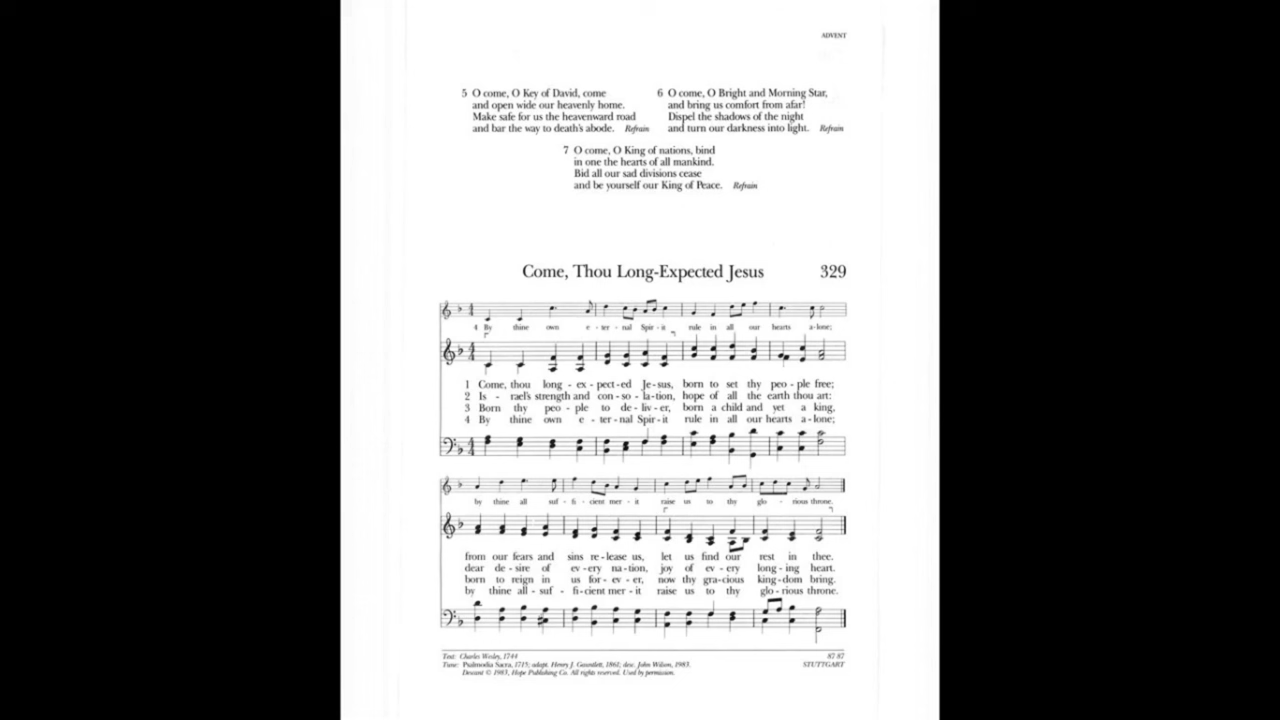 ADVENT
5 O come, O Key of David, come
and open wide our heavenly home.
Make safe for us the heavenward road
and bar the way to death's abode. Refrain
6 O come, O Bright and Morning Star,
and bring us comfort from afar!
Dispel the shadows of the night
and turn our darkness into light. Refrain
7 O come, O King of nations, bind
in one the hearts of all mankind.
Bid all our sad divisions cease
and be yourself our King of Peace. Refrain
Come, Thou Long-Expected Jesus 329
4 By thine own e - ter - nal Spir - it rule in all our hearts a - lone;
1 Come, thou long - ex - pect - ed Je - sus, born to set thy peo - ple free;
2 Is - rael's strength and con - so - la - tion, hope of all the earth thou art:
3 Born thy peo - ple to de - liv - er, born a child and yet a king,
4 By thine own e - ter - nal Spir - it rule in all our hearts a - lone;
by thine all suf - fi - cient mer - it raise us to thy glo - rious throne.
from our fears and sins re - lease us, let us find our rest in thee.
dear de - sire of ev - ery na - tion, joy of ev - ery long - ing heart.
born to reign in us for - ev - er, now thy gra - cious king - dom bring.
by thine all - suf - fi - cient mer - it raise us to thy glo - rious throne.
Text: Charles Wesley, 1744 87 87
Tune: Psalmodia Sacra, 1715; adapt. Henry J. Gauntlett, 1861; desc. John Wilson, 1983. STUTTGART
Descant © 1983, Hope Publishing Co. All rights reserved. Used by permission.